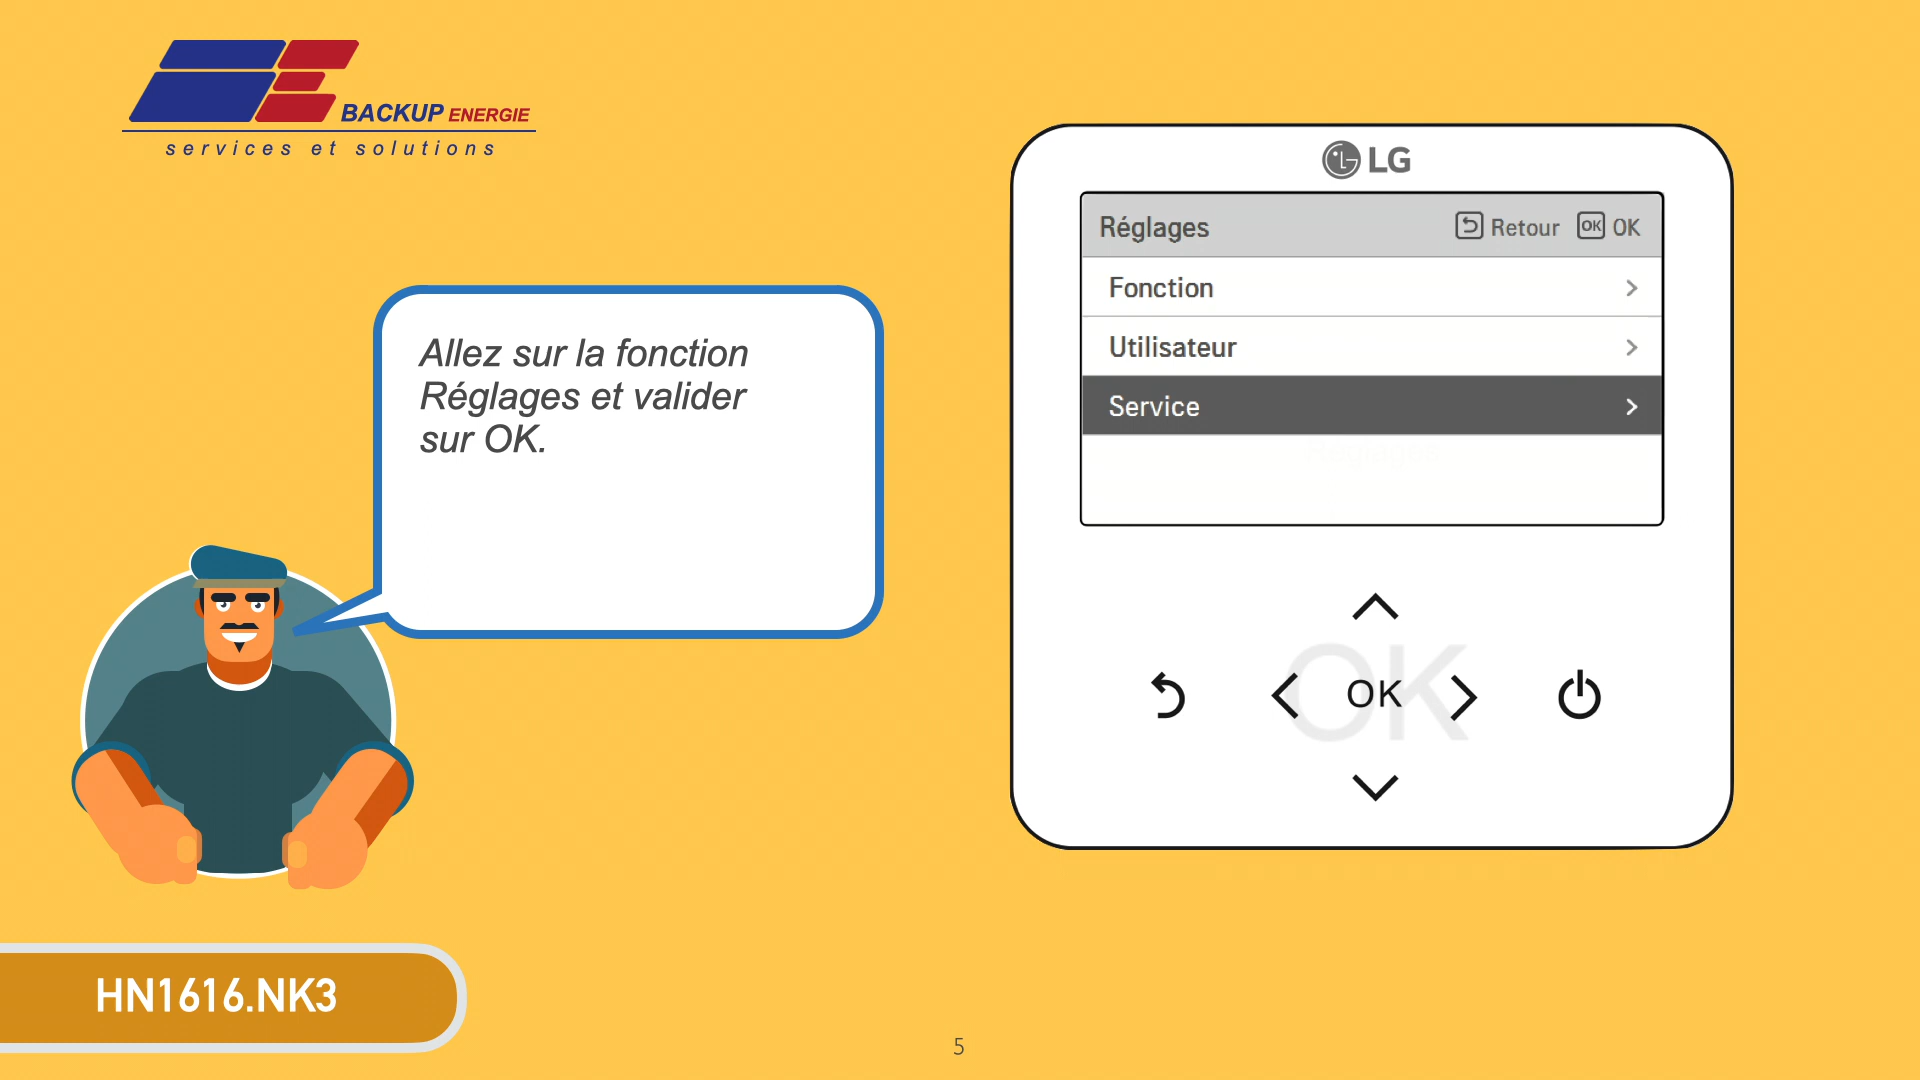 BACKUP ENERGIE
services et solutions
LG
Réglages
Retour
OK
OK
Fonction
Utilisateur
Service
Allez sur la fonction
Réglages et valider
sur OK.
OK
OK
HN1616.NK3
5